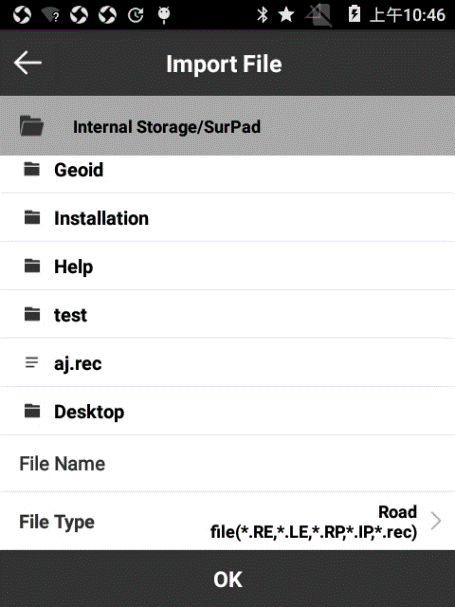 上午10:46
Import File
Internal Storage/SurPad
Geoid
Installation
Help
test
aj.rec
Desktop
File Name
File Type
Road
file(*.RE,*.LE,*.RP,*.IP,*.rec)
OK